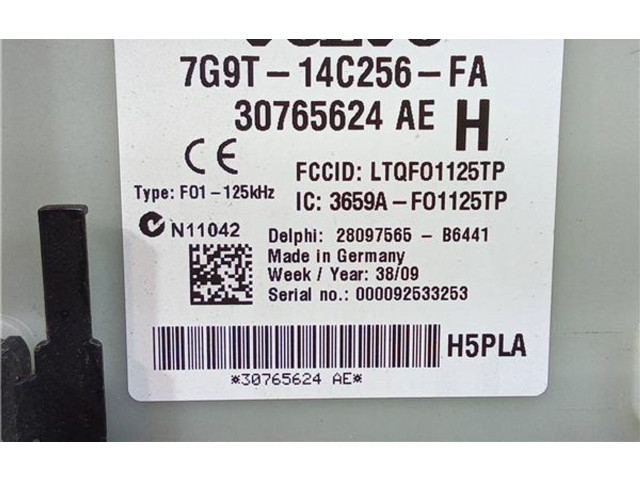 7G9T-14C256-FA
30765624 AE H
CE
FCCID: LTQFO1125TP
Type: FO1-125kHz
IC: 3659A-FO1125TP
N11042
Delphi: 28097565 - B6441
Made in Germany
Week / Year: 38/09
Serial no.: 000092533253
H5PLA
*30765624 AE*